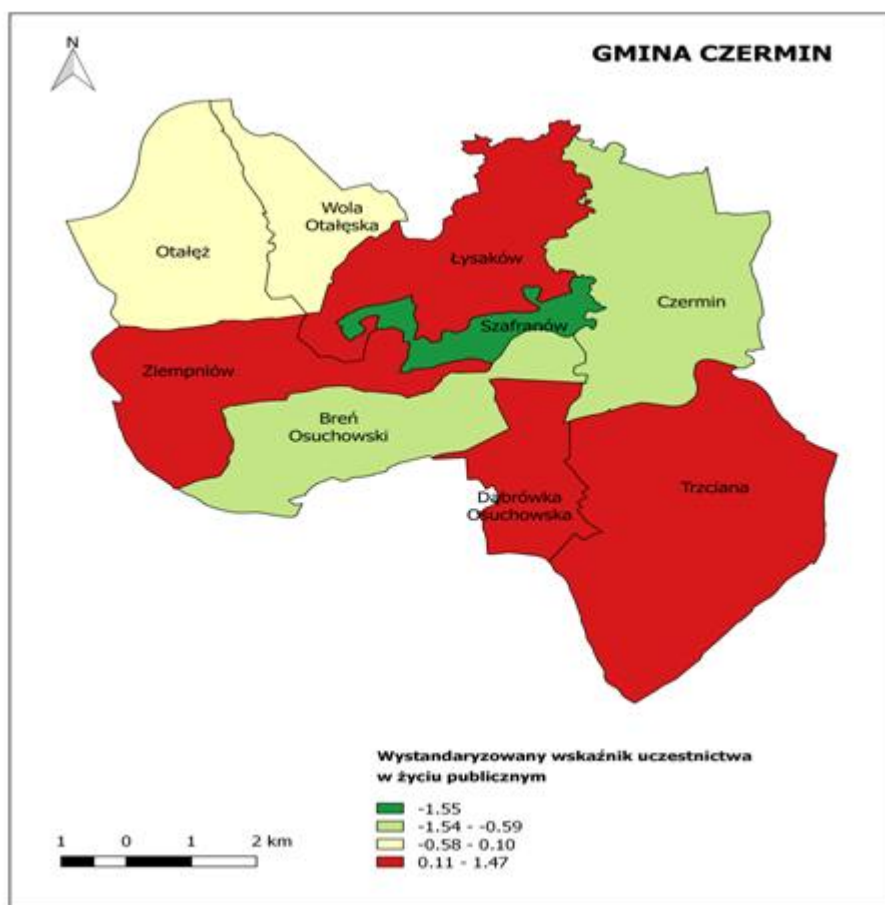 GMINA CZERMIN
N
Wola
Otałęska
Otałęż
Łysaków
Czermin
Szafranów
Ziempniów
Breń
Osuchowski
Dąbrówka
Osuchowska
Trzciana
Wystandaryzowany wskaźnik uczestnictwa
w życiu publicznym
-1.55
-1.54 - -0.59
-0.58 - 0.10
0.11 - 1.47
1 0 1 2 km